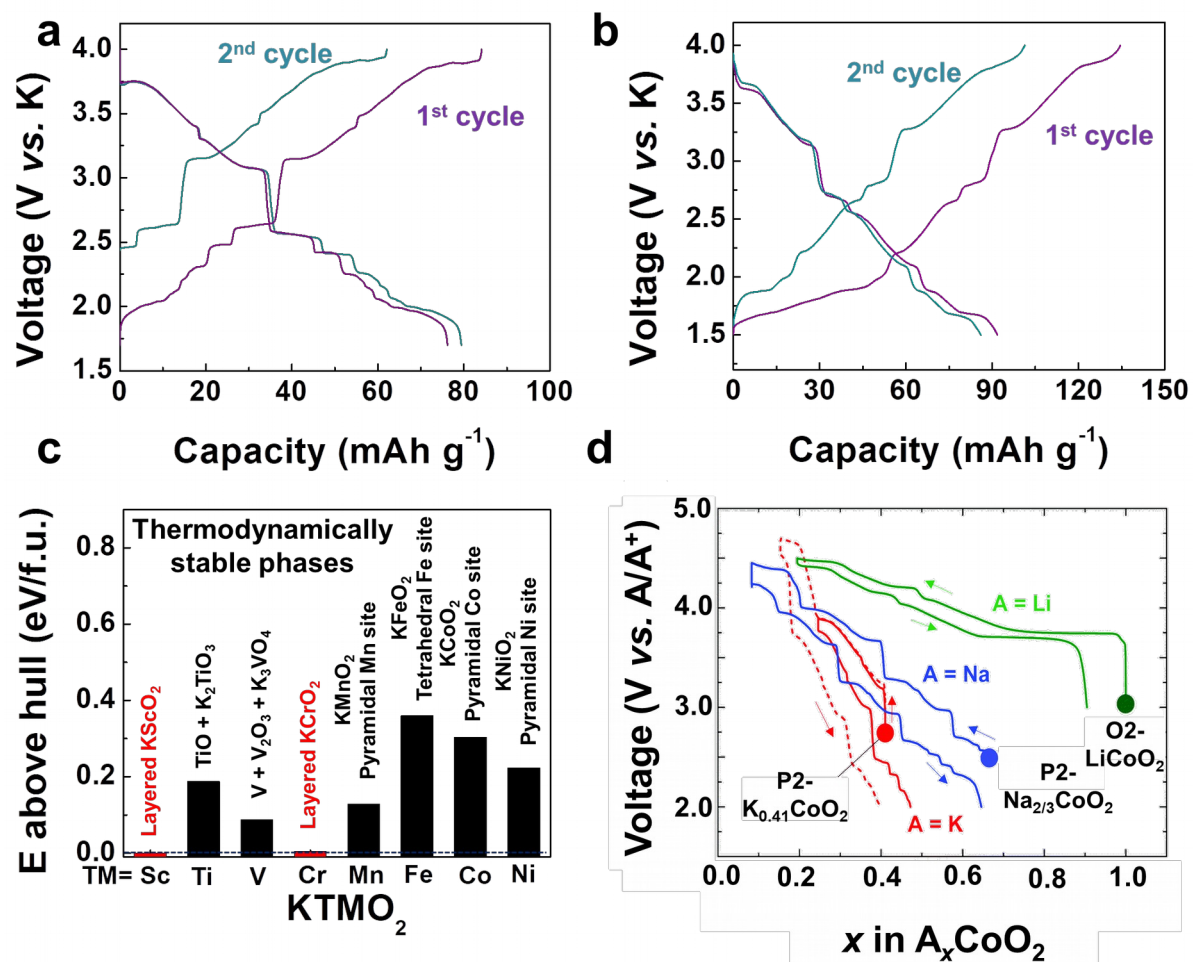 a
4.0
3.5
3.0
2.5
2.0
1.5
Voltage (V vs. K)
2nd cycle
1st cycle
0
20
40
60
80
100
Capacity (mAh g-1)
b
4.0
3.5
3.0
2.5
2.0
1.5
Voltage (V vs. K)
2nd cycle
1st cycle
0
30
60
90
120
150
Capacity (mAh g-1)
c
E above hull (eV/f.u.)
0.8
0.6
0.4
0.2
0.0
Thermodynamically
stable phases
Layered KScO2
TiO + K2TiO3
V + V2O3 + K3VO4
Layered KCrO2
KMnO2
Pyramidal Mn site
KFeO2
Tetrahedral Fe site
KCoO2
Pyramidal Co site
KNiO2
Pyramidal Ni site
TM= Sc
Ti
V
Cr
Mn
Fe
Co
Ni
KTMO2
d
Voltage (V vs. A/A+)
5.0
4.0
3.0
2.0
A = Li
A = Na
A = K
O2-
LiCoO2
P2-
Na2/3CoO2
P2-
K0.41CoO2
0.0
0.2
0.4
0.6
0.8
1.0
x in AxCoO2